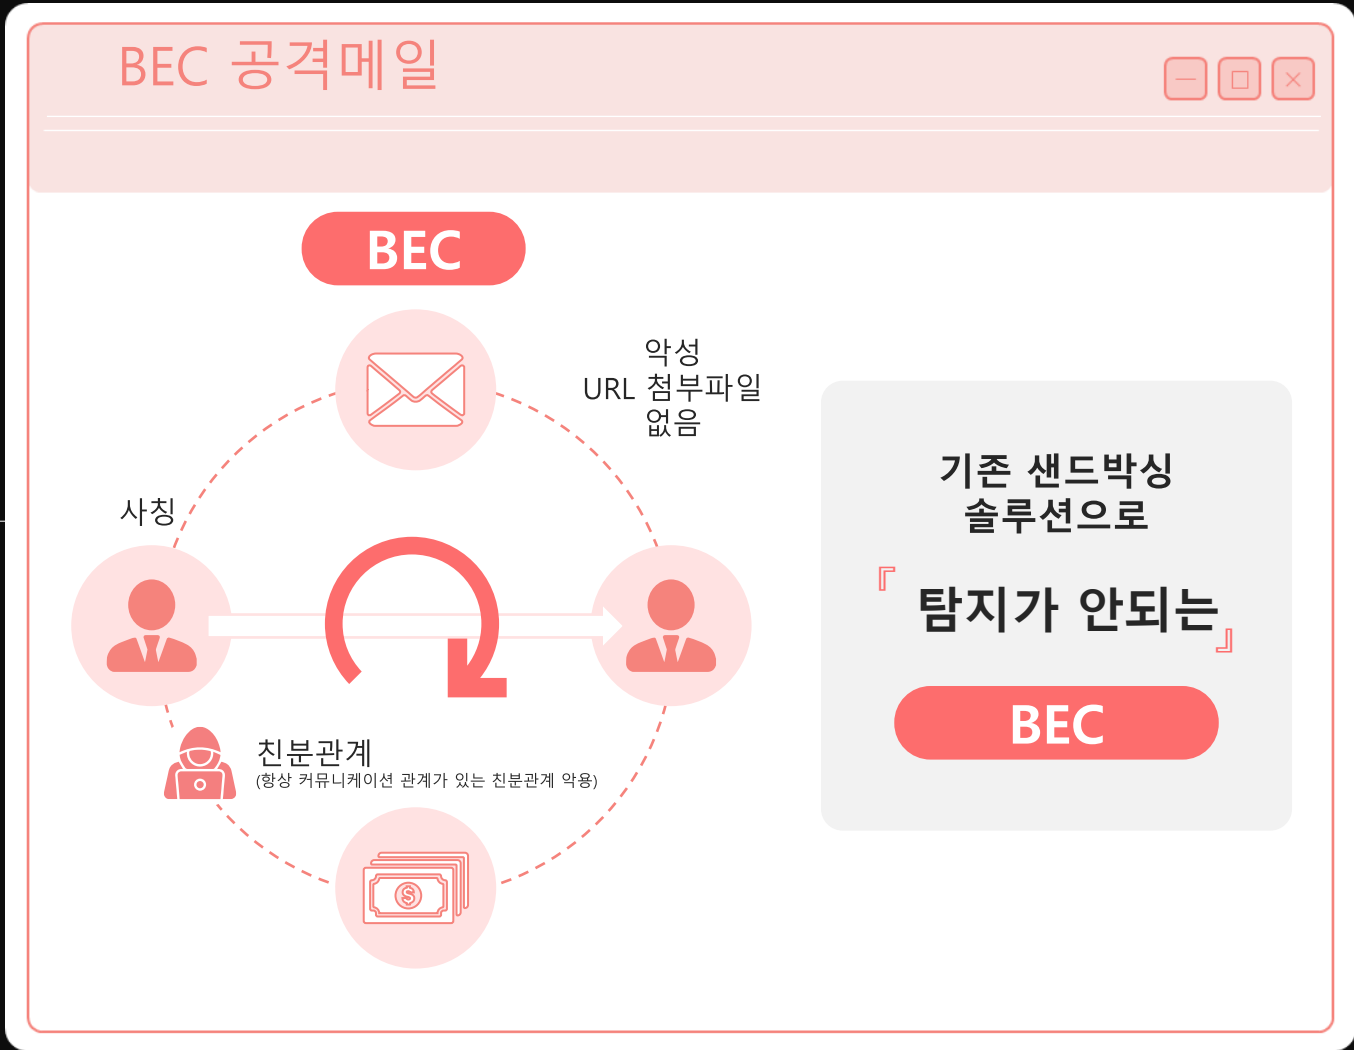 BEC 공격메일
BEC
악성
URL 첨부파일
없음
사칭
친분관계
(항상 커뮤니케이션 관계가 있는 친분관계 악용)
$
기존 샌드박싱
솔루션으로
『 탐지가 안되는 』
BEC